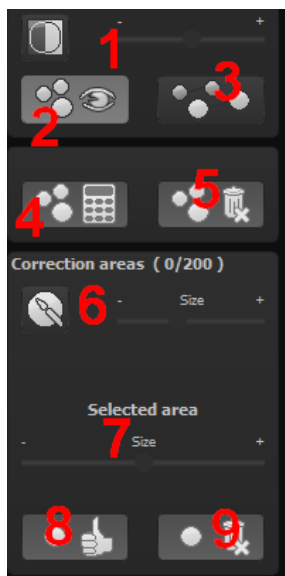 - +
1
2
3
4
5
Correction areas ( 0/200 )
6
- Size +
Selected area
- Size +
7
8
9